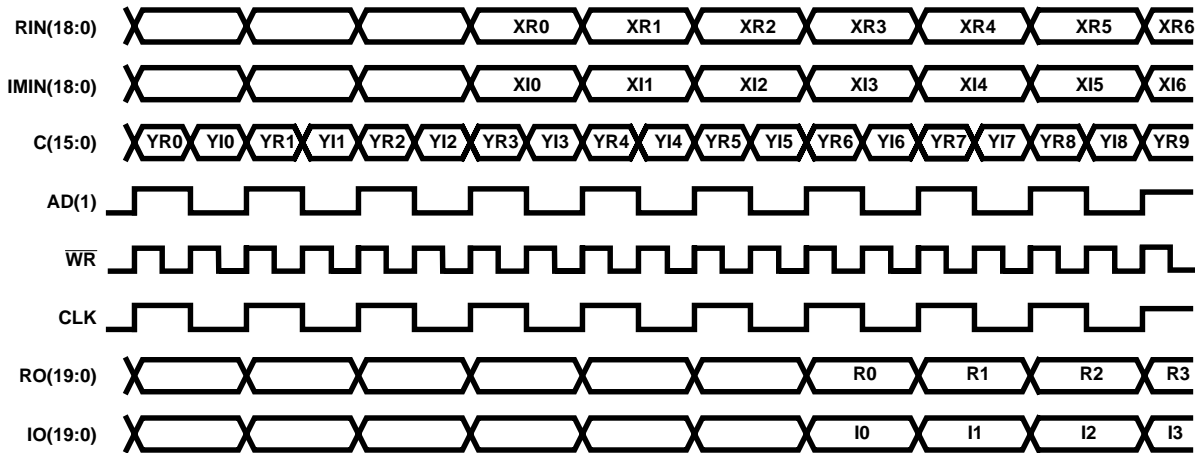 RIN(18:0) XR0 XR1 XR2 XR3 XR4 XR5 XR6
IMIN(18:0) XI0 XI1 XI2 XI3 XI4 XI5 XI6
C(15:0) YR0 YI0 YR1 YI1 YR2 YI2 YR3 YI3 YR4 YI4 YR5 YI5 YR6 YI6 YR7 YI7 YR8 YI8 YR9
AD(1)
WR
CLK
RO(19:0) R0 R1 R2 R3
IO(19:0) I0 I1 I2 I3